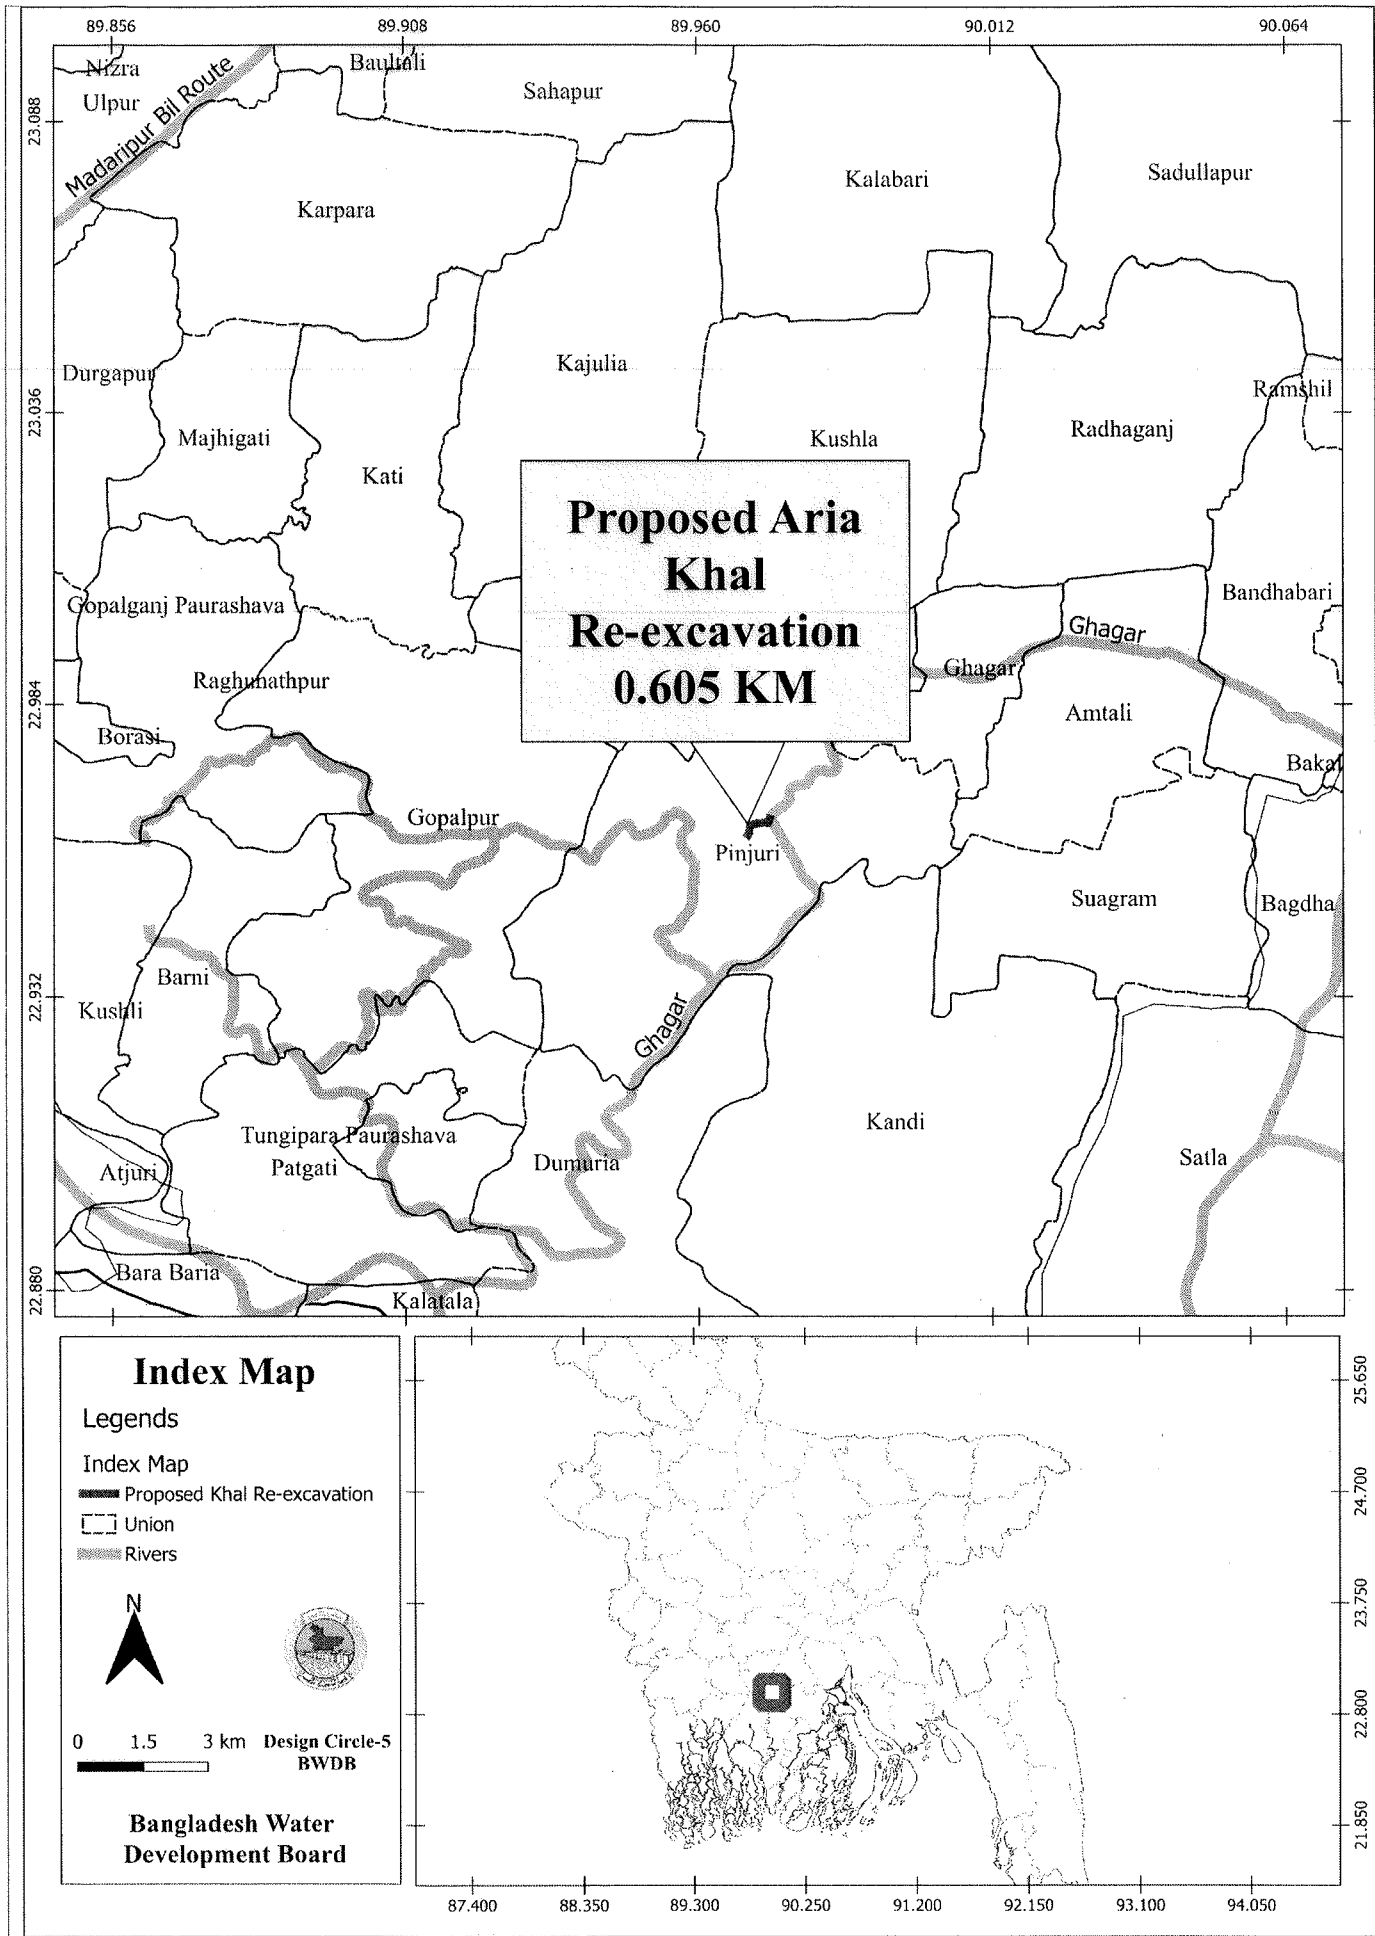 89.856
89.908
89.960
90.012
90.064
Nizra
Ulpur
Madaripur Bil Route
Baultali
Sahapur
Kalabari
Sadullapur
Karpara
23.088
Durgapur
Kajulia
Ramshil
23.036
Majhigati
Kati
Kushla
Radhaganj
Proposed Aria
Khal
Re-excavation
0.605 KM
Gopalganj Paurashava
Bandhabari
Ghagar
Ghagar
Raghunathpur
22.984
Amtali
Borasi
Bakal
Gopalpur
Pinjuri
Suagram
Bagdha
Barni
22.932
Kushli
Ghagar
Kandi
Tungipara Paurashava
Patgati
Dumuria
Satla
Atjuri
Bara Baria
22.880
Kalatala
Index Map
Legends
Index Map
Proposed Khal Re-excavation
Union
Rivers
N
0 1.5 3 km
Design Circle-5
BWDB
Bangladesh Water
Development Board
25.650
24.700
23.750
22.800
21.850
87.400
88.350
89.300
90.250
91.200
92.150
93.100
94.050